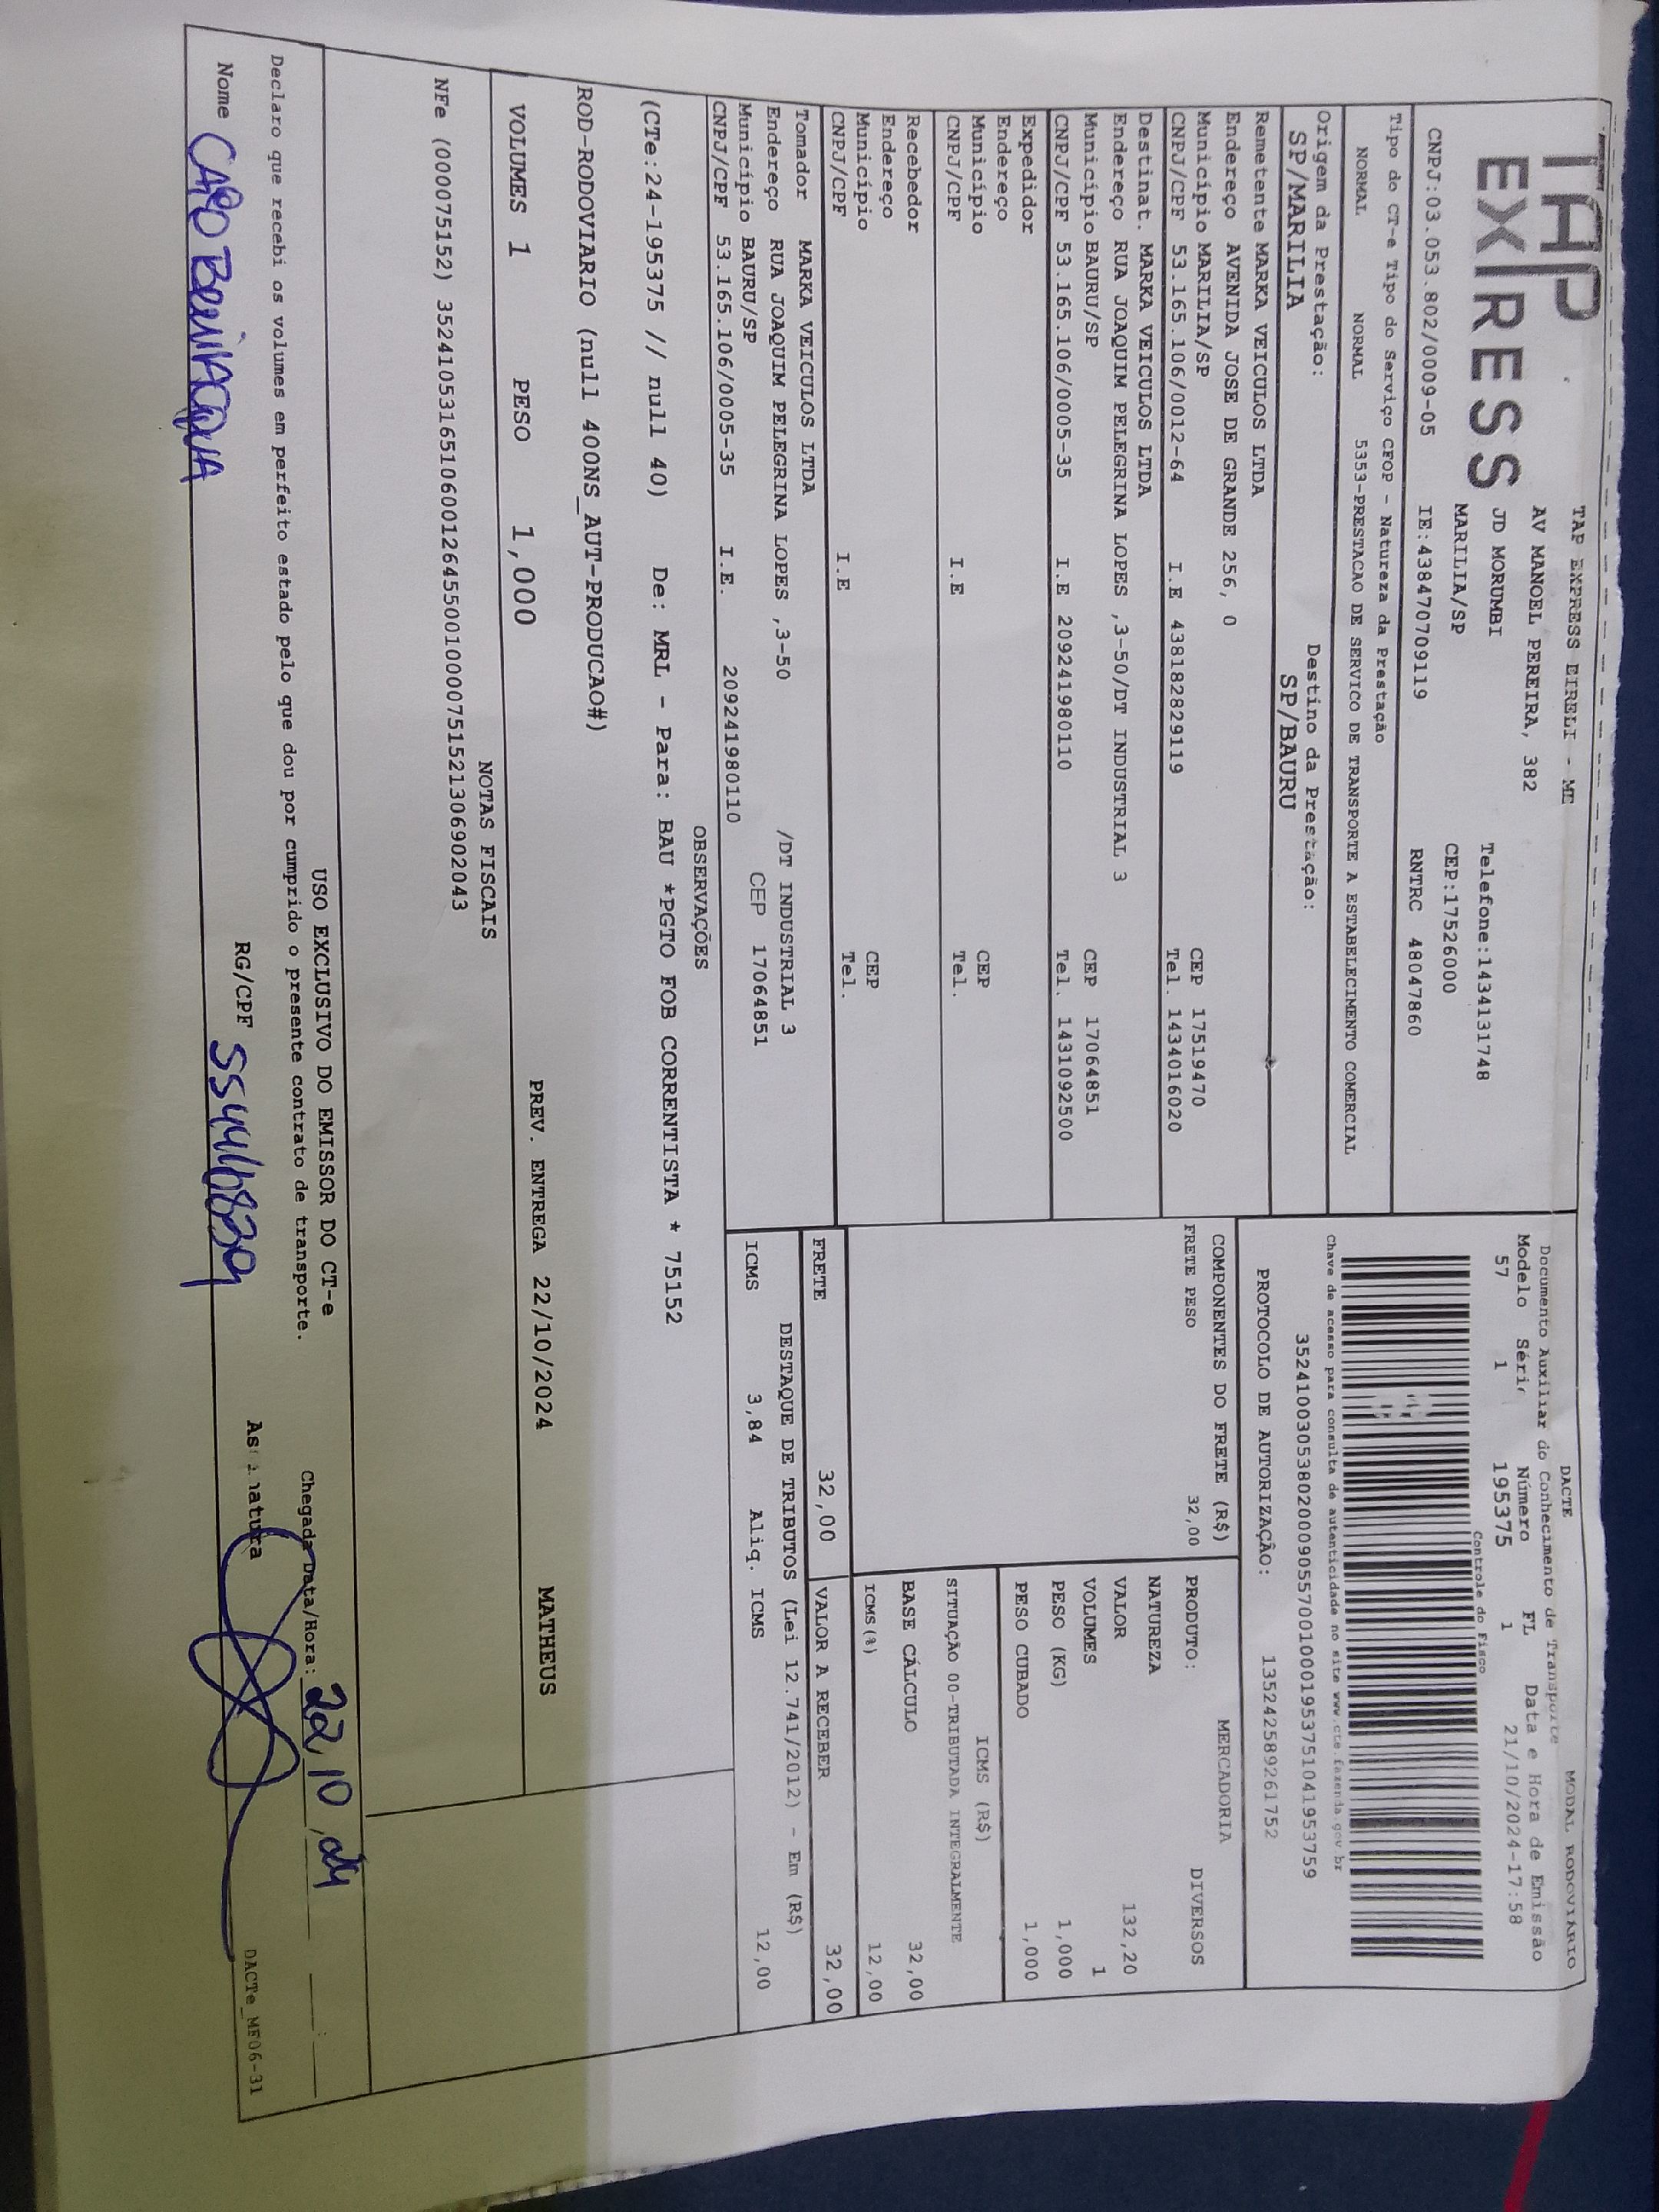 TAP
EXPRESS
TAP EXPRESS EIRELI - ME
AV MANOEL PEREIRA, 382
JD MORUMBI
Telefone:1434131748
MARILIA/SP
CEP:17526000
CNPJ:03.053.802/0009-05 IE:438470709119 RNTRC 48047860
DACTE
MODAL RODOVIÁRIO
Documento Auxiliar do Conhecimento de Transporte
Modelo Série Número FL Data e Hora de Emissão
57 1 195375 1 21/10/2024-17:58
Controle do Fisco
Chave de acesso para consulta de autenticidade no site www.cte.fazenda.gov.br
35241003053802000905570010001953751041953759
PROTOCOLO DE AUTORIZAÇÃO: 135242589261752
Tipo do CT-e Tipo do Serviço CFOP - Natureza da Prestação
NORMAL NORMAL 5353-PRESTACAO DE SERVICO DE TRANSPORTE A ESTABELECIMENTO COMERCIAL
Origem da Prestação: Destino da Prestação:
SP/MARILIA SP/BAURU
Remetente MARKA VEICULOS LTDA
Endereço AVENIDA JOSE DE GRANDE 256, 0
Município MARILIA/SP CEP 17519470
CNPJ/CPF 53.165.106/0012-64 I.E 438182829119 Tel. 1434016020
Destinat. MARKA VEICULOS LTDA
Endereço RUA JOAQUIM PELEGRINA LOPES ,3-50/DT INDUSTRIAL 3
Município BAURU/SP CEP 17064851
CNPJ/CPF 53.165.106/0005-35 I.E 209241980110 Tel. 1431092500
Expedidor
Endereço
Município CEP
CNPJ/CPF I.E Tel.
Recebedor
Endereço
Município CEP
CNPJ/CPF I.E Tel.
Tomador MARKA VEICULOS LTDA
Endereço RUA JOAQUIM PELEGRINA LOPES ,3-50 /DT INDUSTRIAL 3
Município BAURU/SP CEP 17064851
CNPJ/CPF 53.165.106/0005-35 I.E. 209241980110
COMPONENTES DO FRETE (R$)
FRETE PESO 32,00
MERCADORIA
PRODUTO: DIVERSOS
NATUREZA
VALOR 132,20
VOLUMES 1
PESO (KG) 1,000
PESO CUBADO 1,000
ICMS (R$)
SITUAÇÃO 00-TRIBUTADA INTEGRALMENTE
BASE CÁLCULO 32,00
ICMS(%) 12,00
FRETE 32,00 VALOR A RECEBER 32,00
DESTAQUE DE TRIBUTOS (Lei 12.741/2012) - Em (R$)
ICMS 3,84 Aliq. ICMS 12,00
OBSERVAÇÕES
(CTe:24-195375 // null 40) De: MRL - Para: BAU *PGTO FOB CORRENTISTA * 75152
ROD-RODOVIARIO (null 400NS_AUT-PRODUCAO#)
VOLUMES 1 PESO 1,000 PREV. ENTREGA 22/10/2024 MATHEUS
NOTAS FISCAIS
NFe (000075152) 35241053165106001264550010000751521306902043
USO EXCLUSIVO DO EMISSOR DO CT-e
Declaro que recebi os volumes em perfeito estado pelo que dou por cumprido o presente contrato de transporte.
Chegada Data/Hora: 22,10,24
Nome RG/CPF Assinatura
DACTe_MF06-31